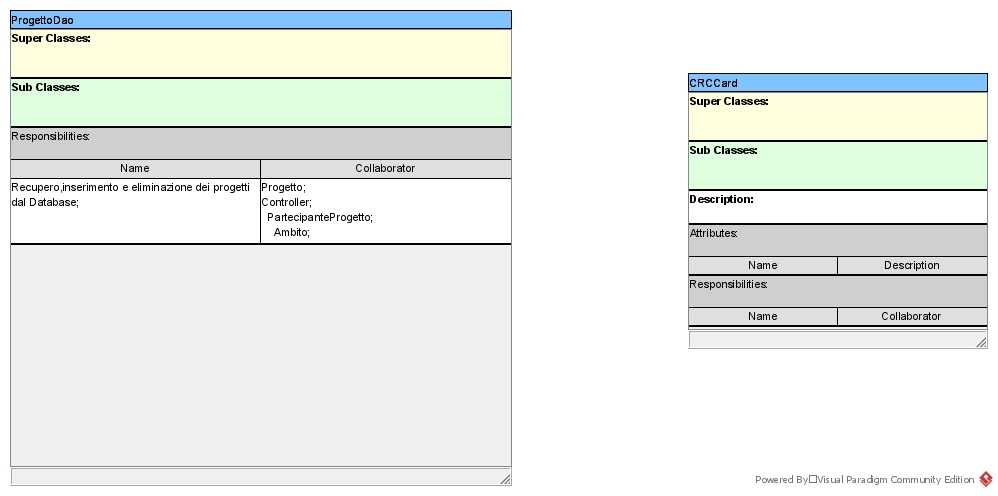 ProgettoDao
Super Classes:
Sub Classes:
Responsibilities:
Name Collaborator
Recupero,inserimento e eliminazione dei progetti
dal Database;
Progetto;
Controller;
PartecipanteProgetto;
Ambito;
CRCCard
Super Classes:
Sub Classes:
Description:
Attributes:
Name Description
Responsibilities:
Name Collaborator
Powered By□Visual Paradigm Community Edition